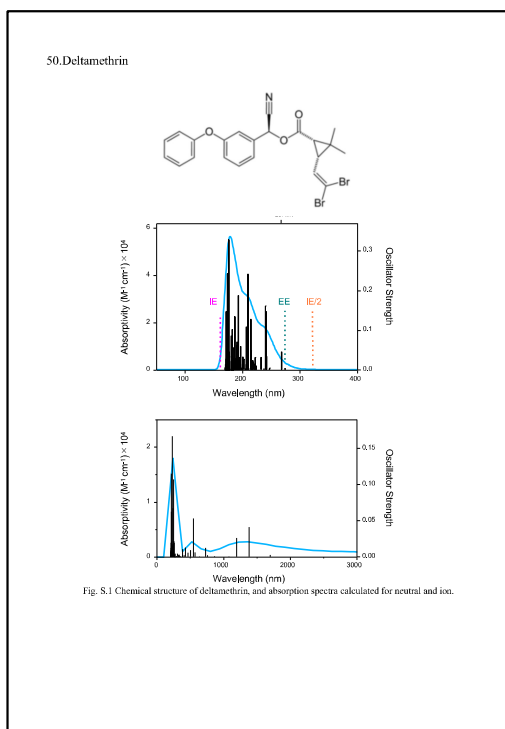 50.Deltamethrin
N
O
O
O
Br
Br
6
4
2
0
0.3
0.2
0.1
0.0
IE
EE
IE/2
100
200
300
400
Absorptivity (M-1 cm-1) × 10⁴
Oscillator Strength
Wavelength (nm)
2
1
0
0.15
0.10
0.05
0.00
0
1000
2000
3000
Absorptivity (M-1 cm-1) × 10⁴
Oscillator Strength
Wavelength (nm)
Fig. S.1 Chemical structure of deltamethrin, and absorption spectra calculated for neutral and ion.